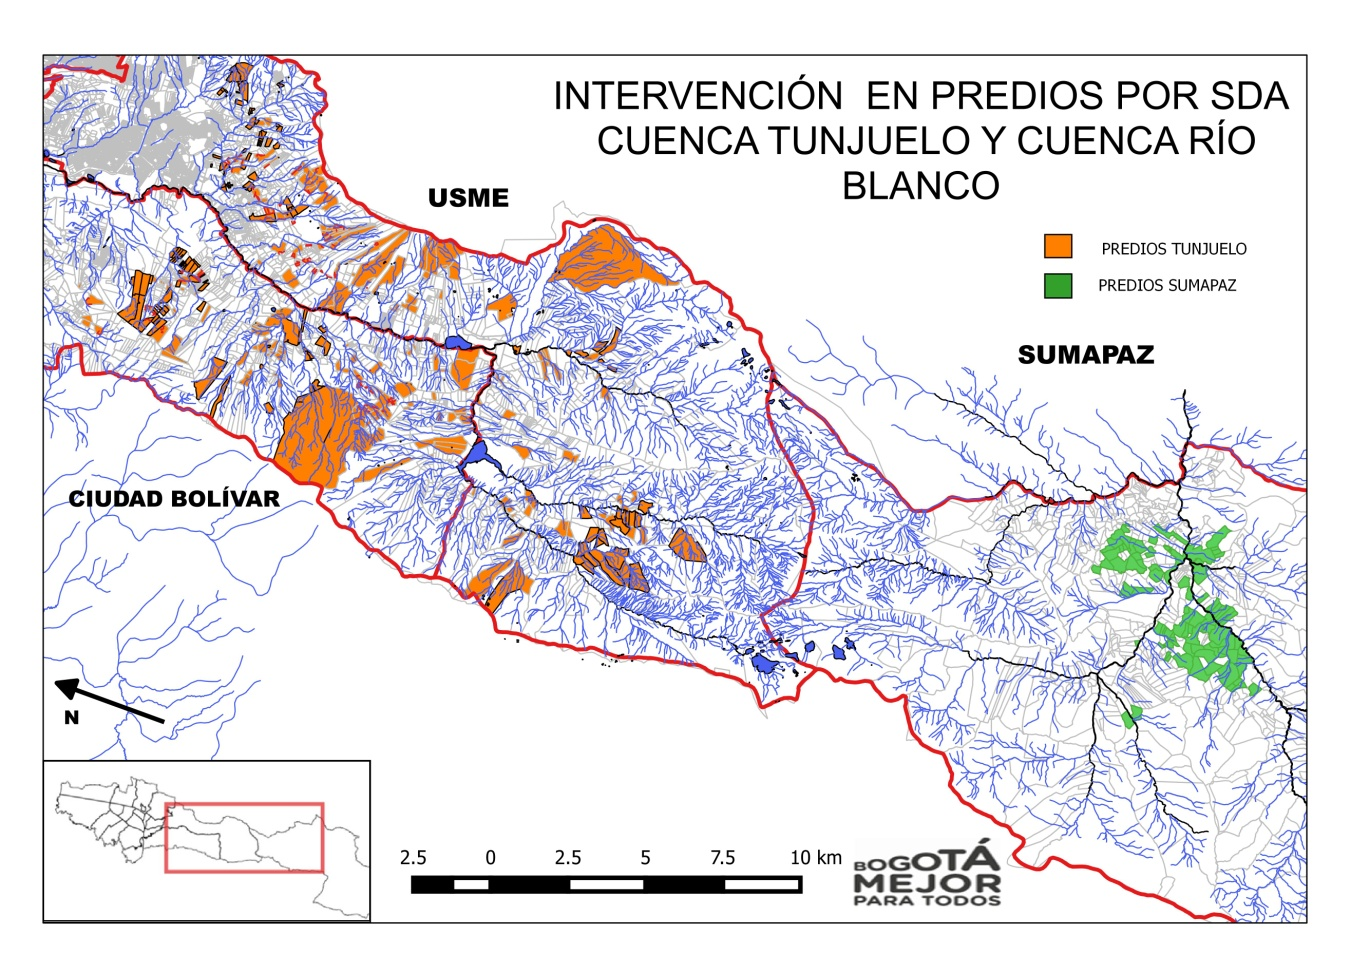 INTERVENCIÓN EN PREDIOS POR SDA
CUENCA TUNJUELO Y CUENCA RÍO
BLANCO
USME
PREDIOS TUNJUELO
PREDIOS SUMAPAZ
SUMAPAZ
CIUDAD BOLÍVAR
N
2.5 0 2.5 5 7.5 10 km
BOGOTÁ
MEJOR
PARA TODOS